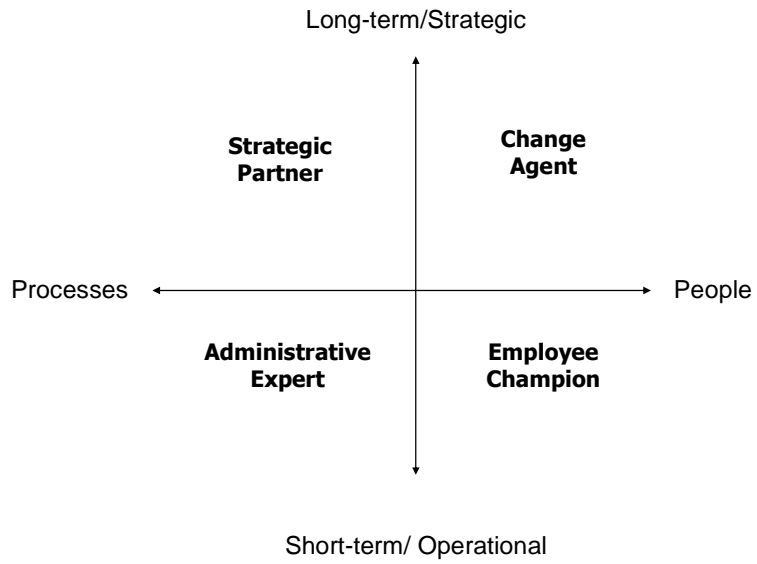 Long-term/Strategic
Strategic
Partner
Change
Agent
Processes
People
Administrative
Expert
Employee
Champion
Short-term/ Operational